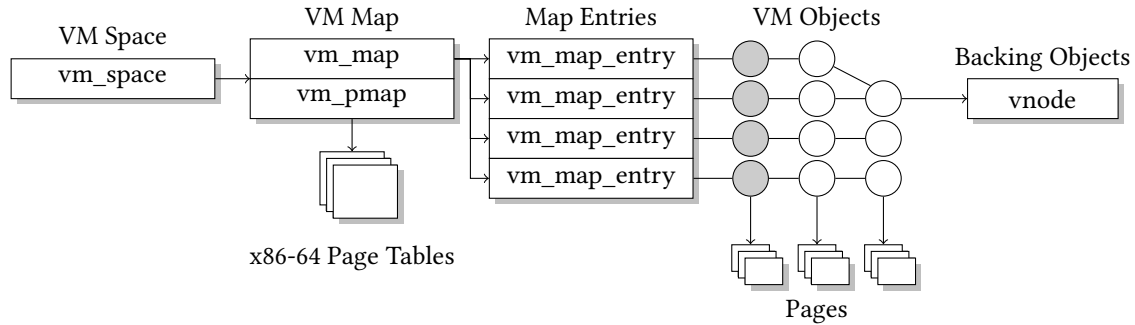 VM Space
vm_space
VM Map
vm_map
vm_pmap
x86-64 Page Tables
Map Entries
vm_map_entry
vm_map_entry
vm_map_entry
vm_map_entry
VM Objects
Pages
Backing Objects
vnode